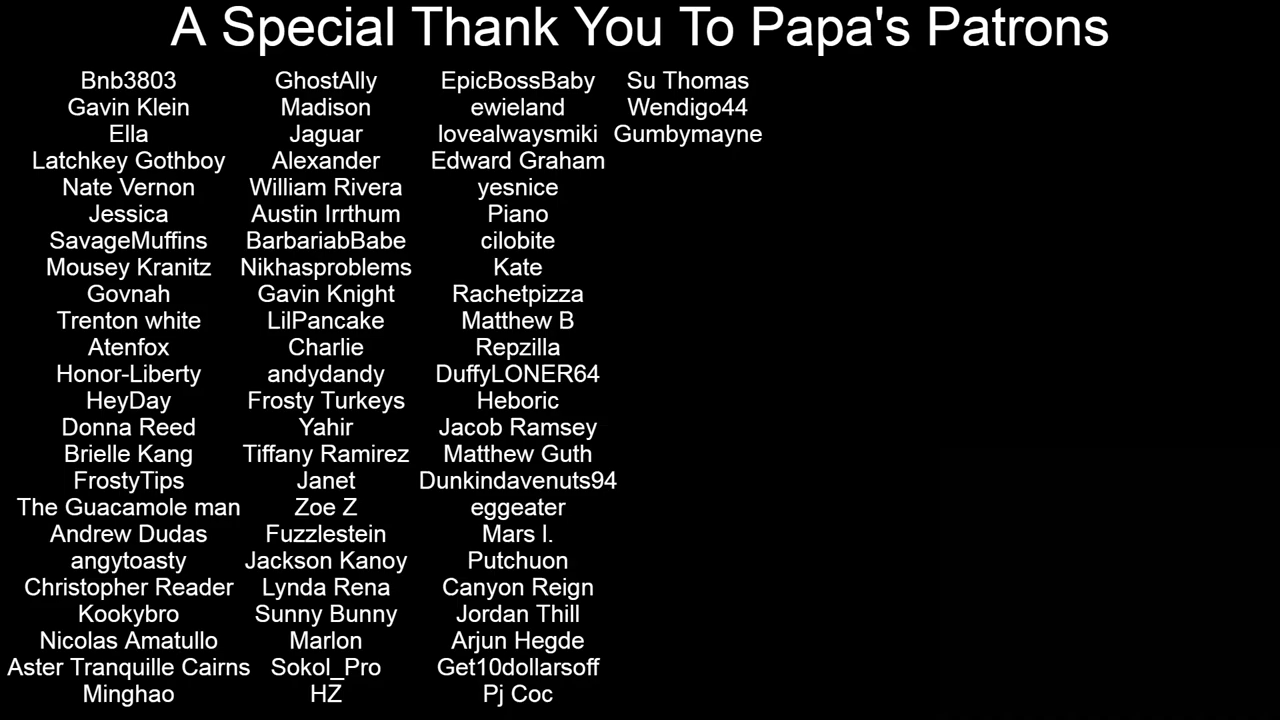 A Special Thank You To Papa's Patrons
Bnb3803
Gavin Klein
Ella
Latchkey Gothboy
Nate Vernon
Jessica
SavageMuffins
Mousey Kranitz
Govnah
Trenton white
Atenfox
Honor-Liberty
HeyDay
Donna Reed
Brielle Kang
FrostyTips
The Guacamole man
Andrew Dudas
angytoasty
Christopher Reader
Kookybro
Nicolas Amatullo
Aster Tranquille Cairns
Minghao
GhostAlly
Madison
Jaguar
Alexander
William Rivera
Austin Irrthum
BarbariabBabe
Nikhasproblems
Gavin Knight
LilPancake
Charlie
andydandy
Frosty Turkeys
Yahir
Tiffany Ramirez
Janet
Zoe Z
Fuzzlestein
Jackson Kanoy
Lynda Rena
Sunny Bunny
Marlon
Sokol_Pro
HZ
EpicBossBaby
ewieland
lovealwaysmiki
Edward Graham
yesnice
Piano
cilobite
Kate
Rachetpizza
Matthew B
Repzilla
DuffyLONER64
Heboric
Jacob Ramsey
Matthew Guth
Dunkindavenuts94
eggeater
Mars I.
Putchuon
Canyon Reign
Jordan Thill
Arjun Hegde
Get10dollarsoff
Pj Coc
Su Thomas
Wendigo44
Gumbymayne